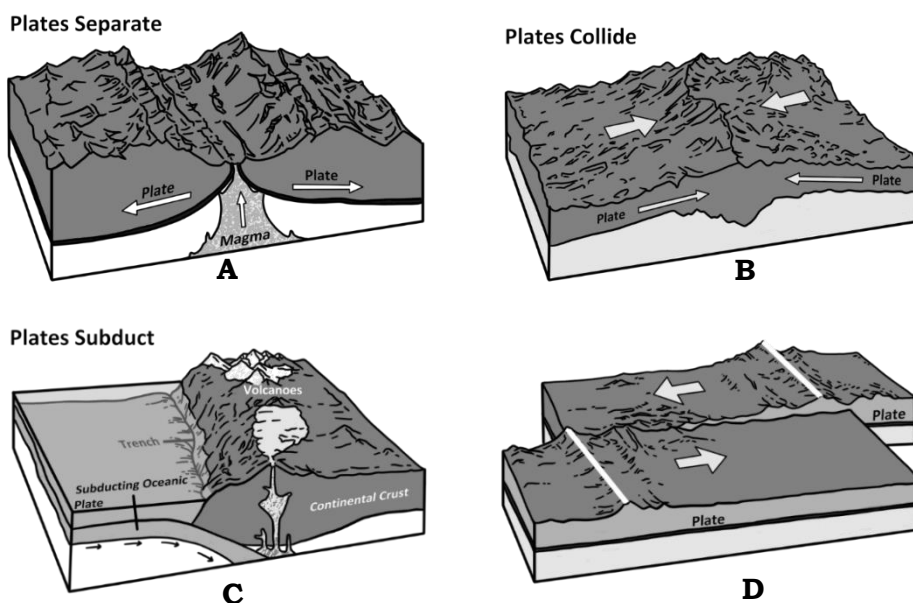 Plates Separate
Plate
Plate
Magma
A
Plates Collide
Plate
Plate
B
Plates Subduct
Volcanoes
Trench
Subducting Oceanic
Plate
Continental Crust
C
Plate
Plate
D